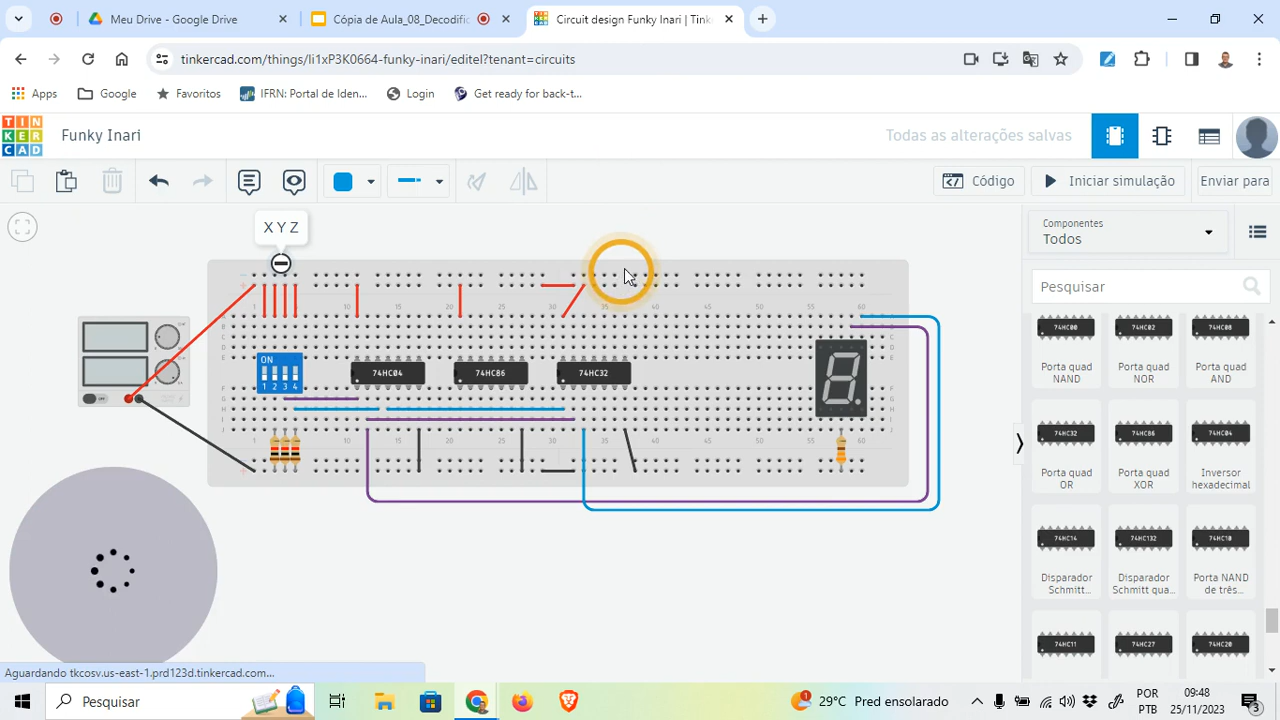 Meu Drive - Google Drive
Cópia de Aula_08_Decodific
Circuit design Funky Inari | Tink
tinkercad.com/things/li1xP3K0664-funky-inari/editel?tenant=circuits
Apps
Google
Favoritos
IFRN: Portal de Iden...
Login
Get ready for back-t...
TIN
KER
CAD
Funky Inari
Todas as alterações salvas
Código
Iniciar simulação
Enviar para
X Y Z
Componentes
Todos
Pesquisar
ON
1 2 3 4
74HC04
74HC86
74HC32
74HC00
74HC02
74HC08
Porta quad NAND
Porta quad NOR
Porta quad AND
74HC32
74HC86
74HC04
Porta quad OR
Porta quad XOR
Inversor hexadecimal
74HC14
74HC132
74HC10
Disparador Schmitt
Disparador Schmitt qua...
Porta NAND de três...
74HC11
74HC27
74HC20
Aguardando tkcosv.us-east-1.prd123d.tinkercad.com...
Pesquisar
1
29°C Pred ensolarado
POR
PTB
09:48
25/11/2023
3